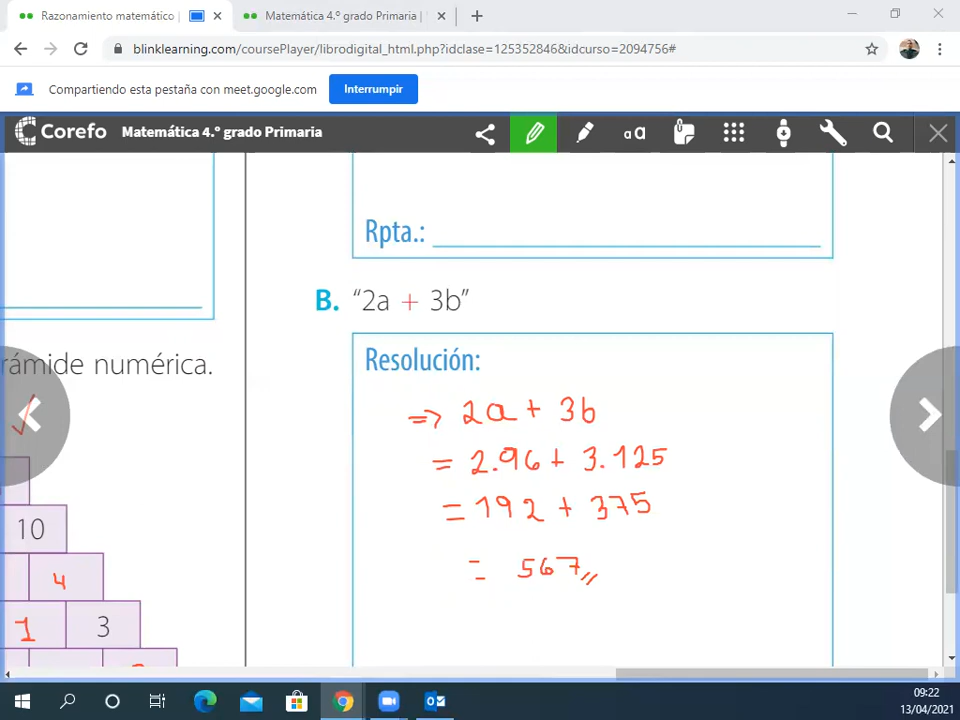 Razonamiento matemático
Matemática 4.º grado Primaria
blinklearning.com/coursePlayer/librodigital_html.php?idclase=125352846&idcurso=2094756#
Compartiendo esta pestaña con meet.google.com
Interrumpir
Corefo
Matemática 4.º grado Primaria
aa
Rpta.:
B. “2a + 3b”
Resolución:
rámide numérica.
=> 2a + 3b
= 2.96 + 3.125
= 192 + 375
= 567
10
4
1 3
09:22
13/04/2021